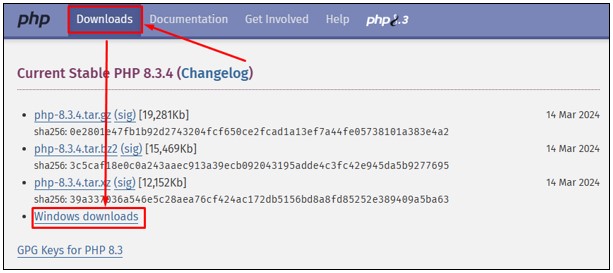 php Downloads Documentation Get Involved Help php8.3
Current Stable PHP 8.3.4 (Changelog)
php-8.3.4.tar.gz (sig) [19,281Kb] 14 Mar 2024
sha256: 0e2801e47fb1b92d2743204fcf650ce2fcad1a13ef7a44fe05738101a383e4a2
php-8.3.4.tar.bz2 (sig) [15,469Kb] 14 Mar 2024
sha256: 3c5caf18e0c0a243aaec913a39ecb092043195adde4c3fc42e945da5b9277695
php-8.3.4.tar.xz (sig) [12,152Kb] 14 Mar 2024
sha256: 39a337036a546e5c28aea76cf424ac172db5156bd8a8fd85252e389409a5ba63
Windows downloads
GPG Keys for PHP 8.3